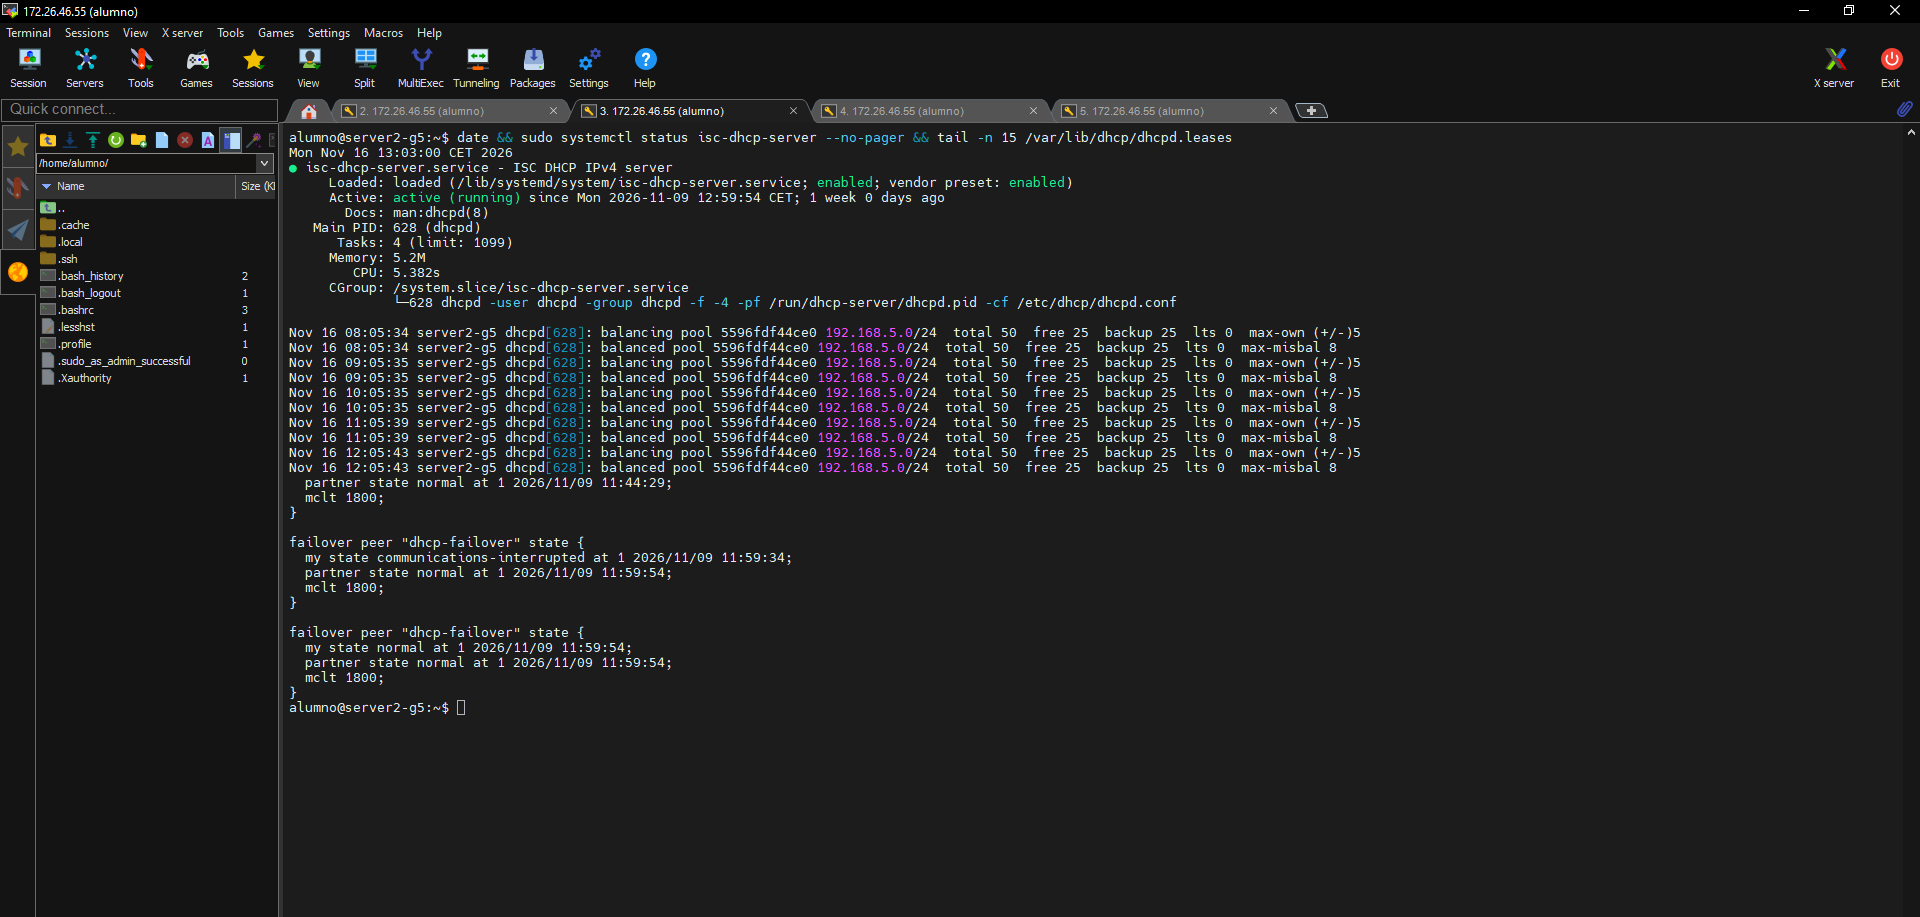 172.26.46.55 (alumno)
Terminal Sessions View X server Tools Games Settings Macros Help
Session Servers Tools Games Sessions View Split MultiExec Tunneling Packages Settings Help X server Exit
Quick connect...
2. 172.26.46.55 (alumno)
3. 172.26.46.55 (alumno)
4. 172.26.46.55 (alumno)
5. 172.26.46.55 (alumno)
/home/alumno/
Name Size (K
..
.cache
.local
.ssh
.bash_history 2
.bash_logout 1
.bashrc 3
.lesshst 1
.profile 1
.sudo_as_admin_successful 0
.Xauthority 1
alumno@server2-g5:~$ date && sudo systemctl status isc-dhcp-server --no-pager && tail -n 15 /var/lib/dhcp/dhcpd.leases
Mon Nov 16 13:03:00 CET 2026
● isc-dhcp-server.service - ISC DHCP IPv4 server
Loaded: loaded (/lib/systemd/system/isc-dhcp-server.service; enabled; vendor preset: enabled)
Active: active (running) since Mon 2026-11-09 12:59:54 CET; 1 week 0 days ago
Docs: man:dhcpd(8)
Main PID: 628 (dhcpd)
Tasks: 4 (limit: 1099)
Memory: 5.2M
CPU: 5.382s
CGroup: /system.slice/isc-dhcp-server.service
└─628 dhcpd -user dhcpd -group dhcpd -f -4 -pf /run/dhcp-server/dhcpd.pid -cf /etc/dhcp/dhcpd.conf
Nov 16 08:05:34 server2-g5 dhcpd[628]: balancing pool 5596fdf44ce0 192.168.5.0/24  total 50  free 25  backup 25  lts 0  max-own (+/-)5
Nov 16 08:05:34 server2-g5 dhcpd[628]: balanced pool 5596fdf44ce0 192.168.5.0/24  total 50  free 25  backup 25  lts 0  max-misbal 8
Nov 16 09:05:35 server2-g5 dhcpd[628]: balancing pool 5596fdf44ce0 192.168.5.0/24  total 50  free 25  backup 25  lts 0  max-own (+/-)5
Nov 16 09:05:35 server2-g5 dhcpd[628]: balanced pool 5596fdf44ce0 192.168.5.0/24  total 50  free 25  backup 25  lts 0  max-misbal 8
Nov 16 10:05:35 server2-g5 dhcpd[628]: balancing pool 5596fdf44ce0 192.168.5.0/24  total 50  free 25  backup 25  lts 0  max-own (+/-)5
Nov 16 10:05:35 server2-g5 dhcpd[628]: balanced pool 5596fdf44ce0 192.168.5.0/24  total 50  free 25  backup 25  lts 0  max-misbal 8
Nov 16 11:05:39 server2-g5 dhcpd[628]: balancing pool 5596fdf44ce0 192.168.5.0/24  total 50  free 25  backup 25  lts 0  max-own (+/-)5
Nov 16 11:05:39 server2-g5 dhcpd[628]: balanced pool 5596fdf44ce0 192.168.5.0/24  total 50  free 25  backup 25  lts 0  max-misbal 8
Nov 16 12:05:43 server2-g5 dhcpd[628]: balancing pool 5596fdf44ce0 192.168.5.0/24  total 50  free 25  backup 25  lts 0  max-own (+/-)5
Nov 16 12:05:43 server2-g5 dhcpd[628]: balanced pool 5596fdf44ce0 192.168.5.0/24  total 50  free 25  backup 25  lts 0  max-misbal 8
partner state normal at 1 2026/11/09 11:44:29;
mclt 1800;
}
failover peer "dhcp-failover" state {
my state communications-interrupted at 1 2026/11/09 11:59:34;
partner state normal at 1 2026/11/09 11:59:54;
mclt 1800;
}
failover peer "dhcp-failover" state {
my state normal at 1 2026/11/09 11:59:54;
partner state normal at 1 2026/11/09 11:59:54;
mclt 1800;
}
alumno@server2-g5:~$